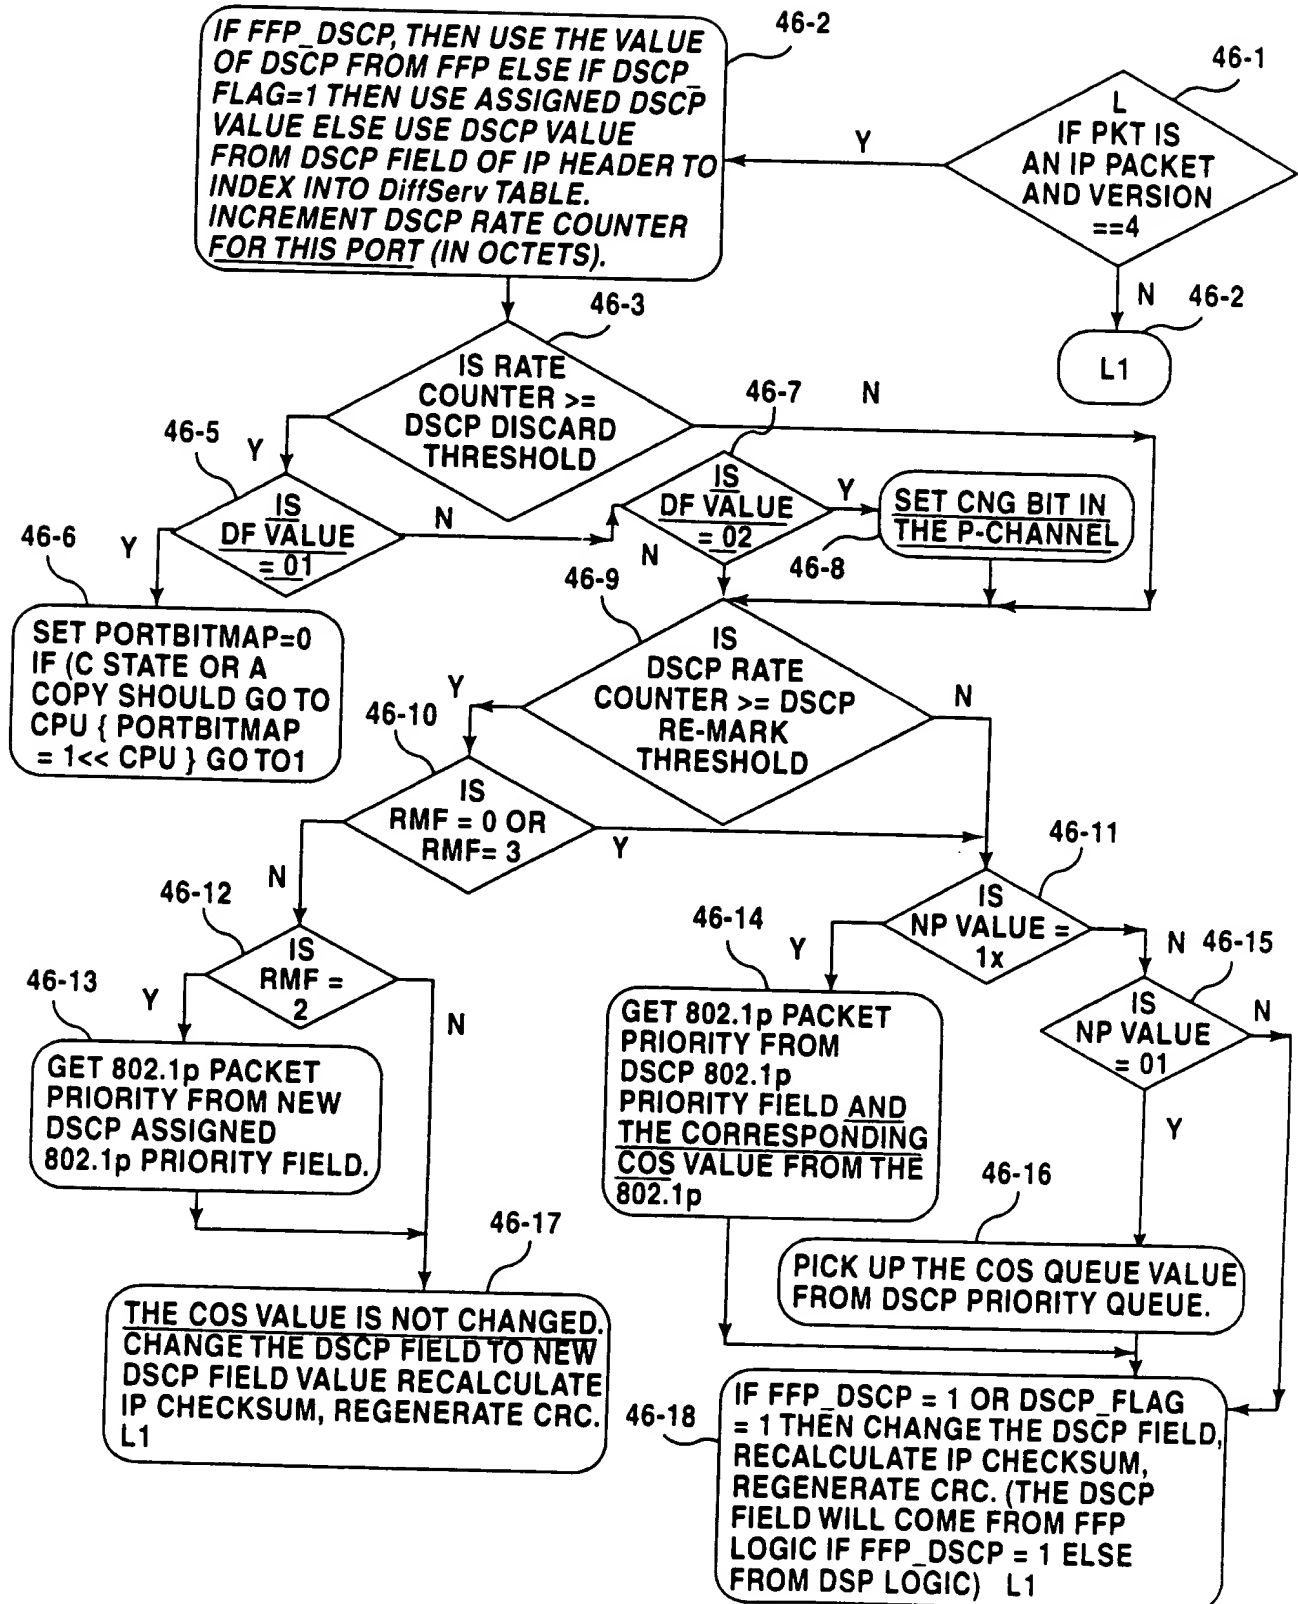 46-2
IF FFP_DSCP, THEN USE THE VALUE
OF DSCP FROM FFP ELSE IF DSCP_
FLAG=1 THEN USE ASSIGNED DSCP
VALUE ELSE USE DSCP VALUE
FROM DSCP FIELD OF IP HEADER TO
INDEX INTO DiffServ TABLE.
INCREMENT DSCP RATE COUNTER
FOR THIS PORT (IN OCTETS).
46-1
L
IF PKT IS
AN IP PACKET
AND VERSION
==4
Y
N
46-2
L1
46-3
IS RATE
COUNTER >=
DSCP DISCARD
THRESHOLD
Y
N
46-5
IS
DF VALUE
= 01
Y
N
46-7
IS
DF VALUE
= 02
Y
N
SET CNG BIT IN
THE P-CHANNEL
46-8
46-6
SET PORTBITMAP=0
IF (C STATE OR A
COPY SHOULD GO TO
CPU { PORTBITMAP
= 1<< CPU } GO TO1
46-9
IS
DSCP RATE
COUNTER >= DSCP
RE-MARK
THRESHOLD
Y
N
46-10
IS
RMF = 0 OR
RMF= 3
Y
N
46-11
IS
NP VALUE =
1x
Y
N
46-12
IS
RMF =
2
Y
N
46-13
GET 802.1p PACKET
PRIORITY FROM NEW
DSCP ASSIGNED
802.1p PRIORITY FIELD.
46-14
GET 802.1p PACKET
PRIORITY FROM
DSCP 802.1p
PRIORITY FIELD AND
THE CORRESPONDING
COS VALUE FROM THE
802.1p
46-15
IS
NP VALUE
= 01
N
Y
46-16
PICK UP THE COS QUEUE VALUE
FROM DSCP PRIORITY QUEUE.
46-17
THE COS VALUE IS NOT CHANGED.
CHANGE THE DSCP FIELD TO NEW
DSCP FIELD VALUE RECALCULATE
IP CHECKSUM, REGENERATE CRC.
L1
46-18
IF FFP_DSCP = 1 OR DSCP_FLAG
= 1 THEN CHANGE THE DSCP FIELD,
RECALCULATE IP CHECKSUM,
REGENERATE CRC. (THE DSCP
FIELD WILL COME FROM FFP
LOGIC IF FFP_DSCP = 1 ELSE
FROM DSP LOGIC) L1